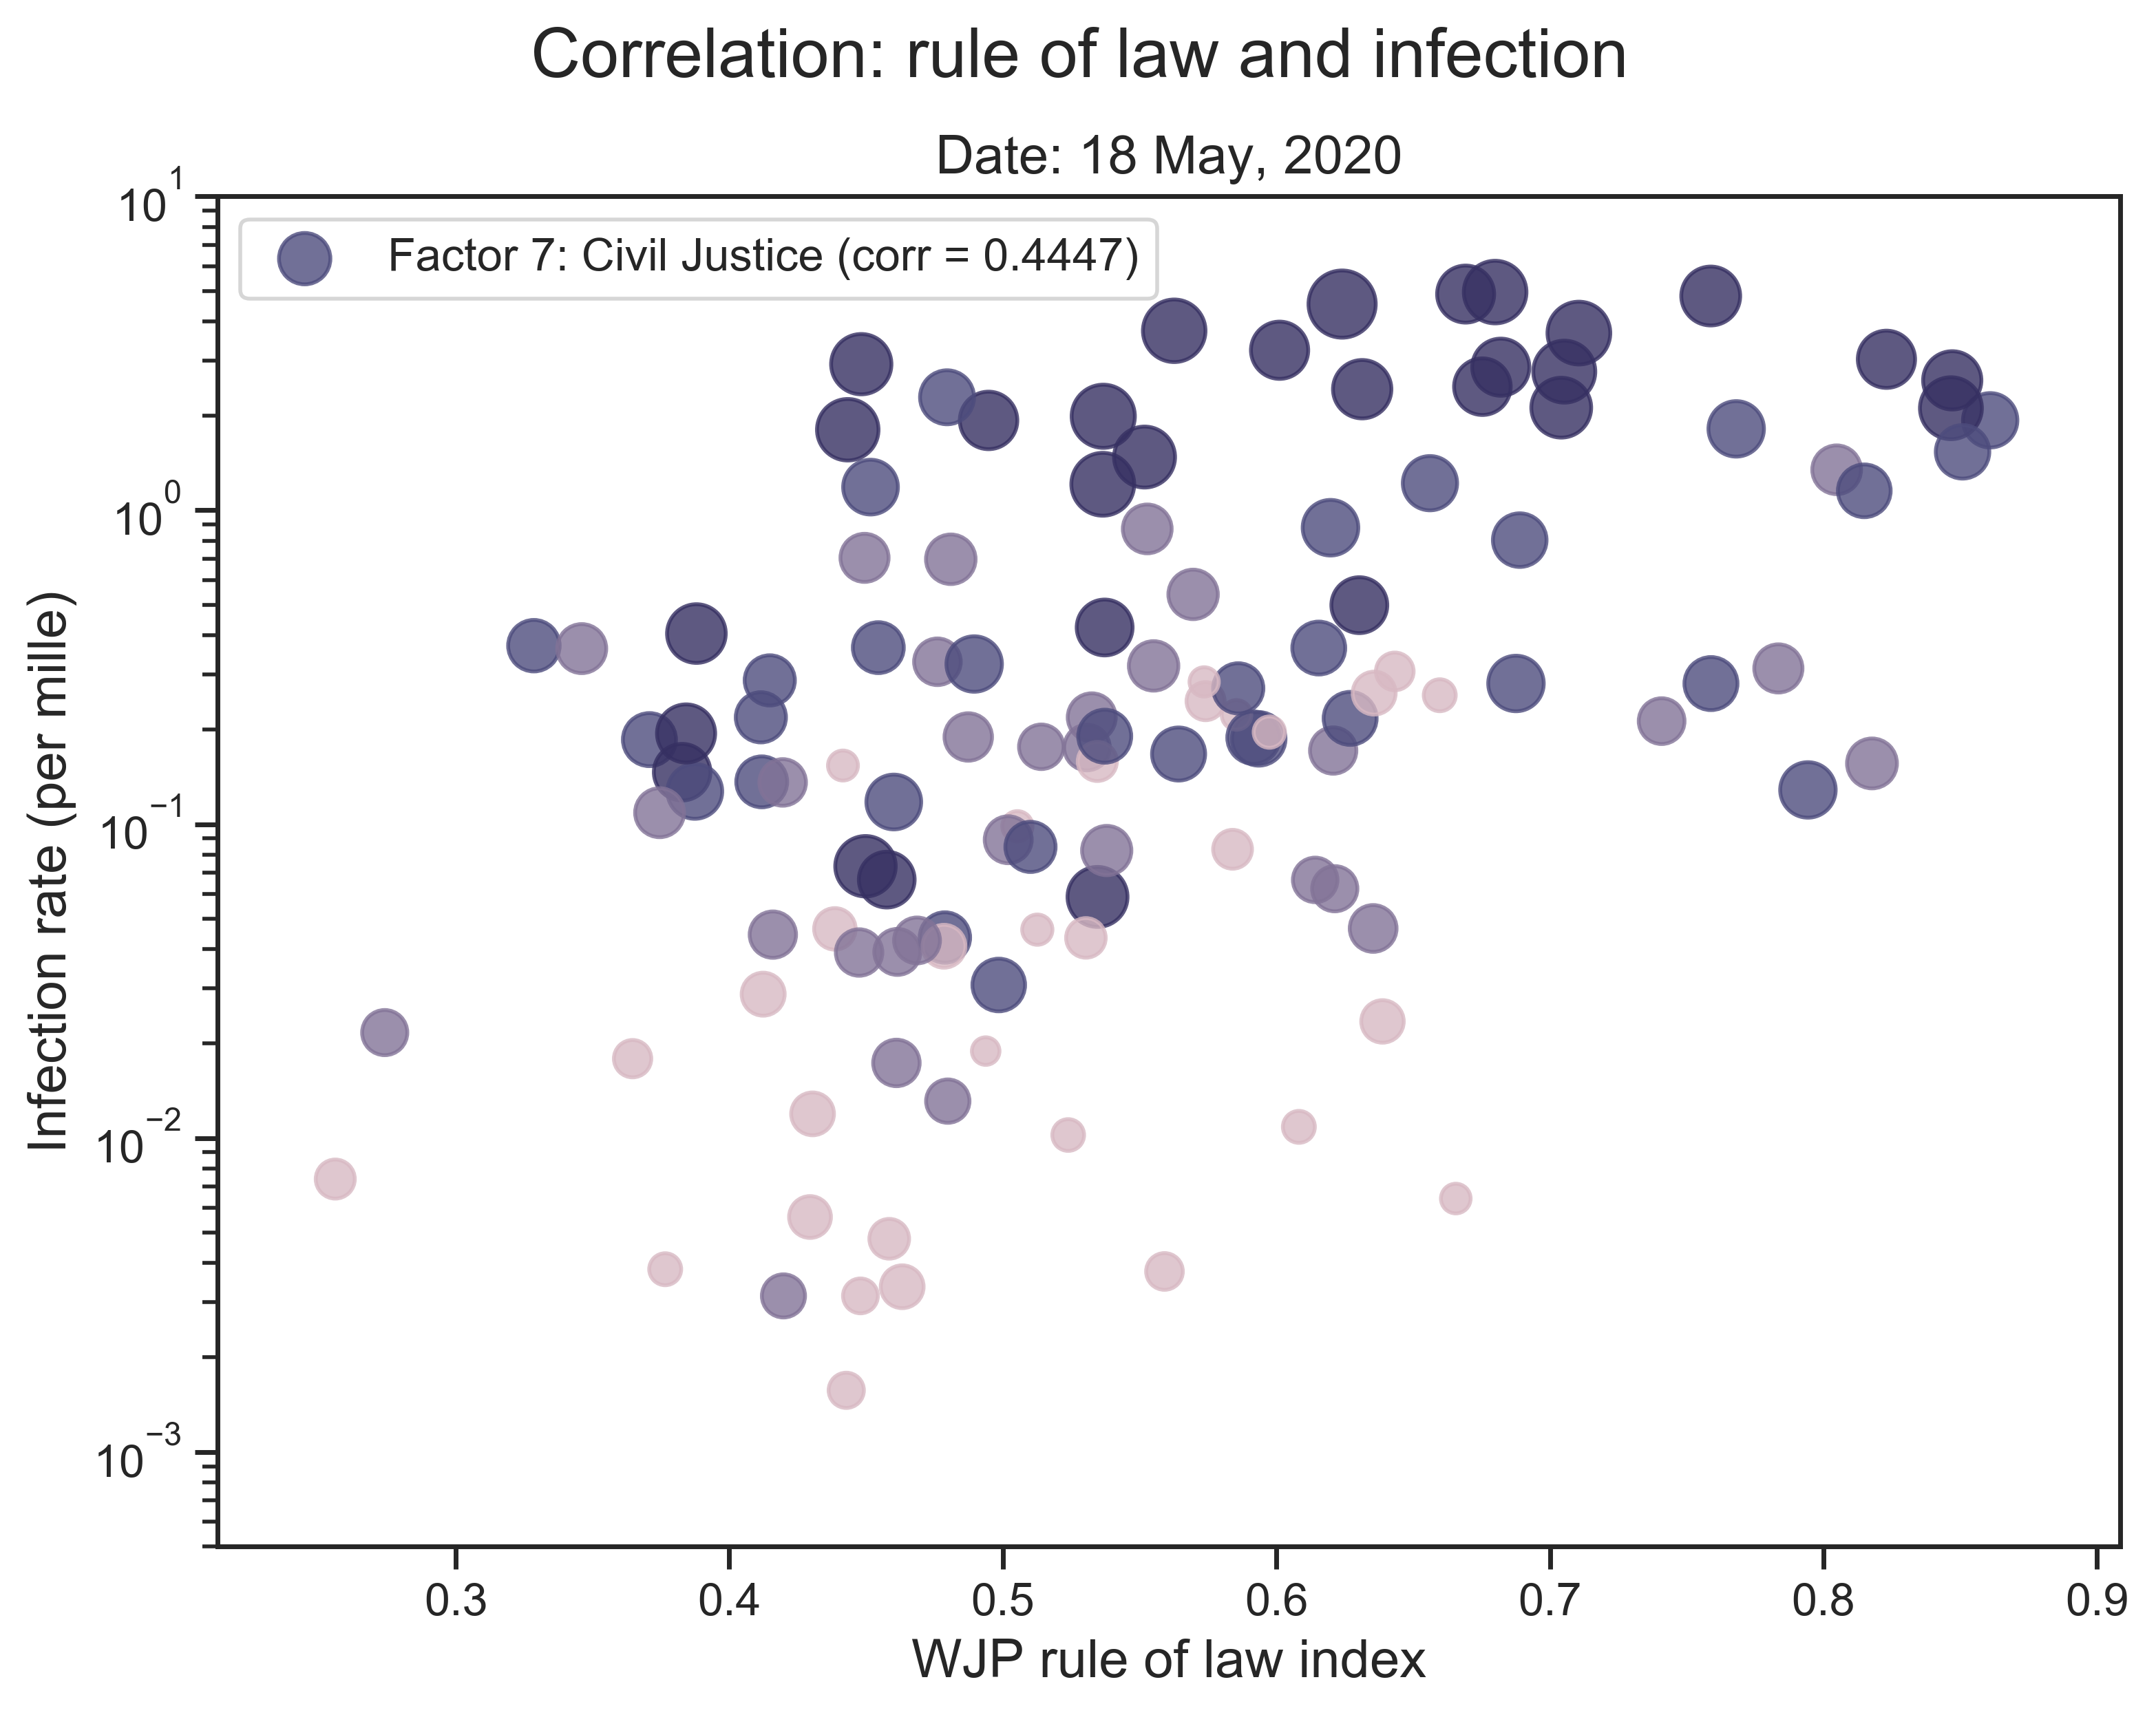 Correlation: rule of law and infection
Date: 18 May, 2020
Factor 7: Civil Justice (corr = 0.4447)
10^1
10^0
10^−1
10^−2
10^−3
Infection rate (per mille)
0.3 0.4 0.5 0.6 0.7 0.8 0.9
WJP rule of law index